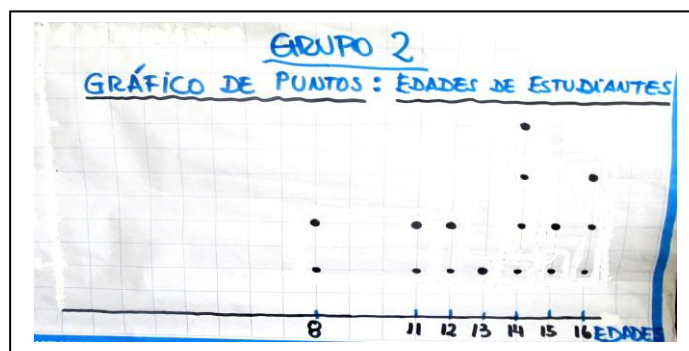 GRUPO 2
GRÁFICO DE PUNTOS: EDADES DE ESTUDIANTES
8 11 12 13 14 15 16 EDADES